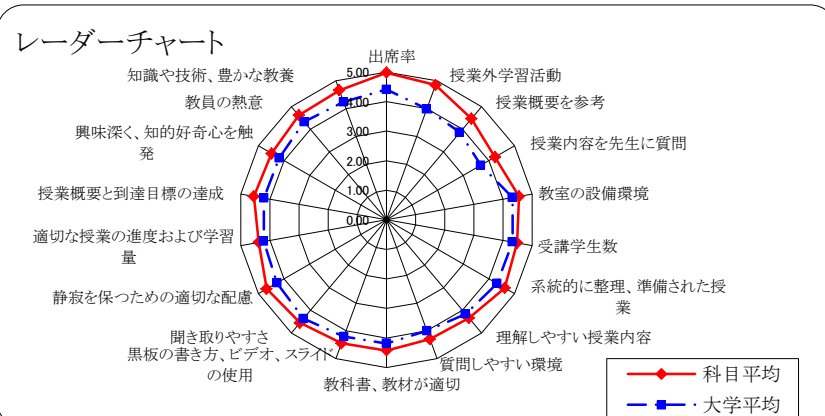 レーダーチャート
出席率
授業外学習活動
授業概要を参考
授業内容を先生に質問
教室の設備環境
受講学生数
系統的に整理、準備された授
業
理解しやすい授業内容
質問しやすい環境
教科書、教材が適切
黒板の書き方、ビデオ、スライド
の使用
聞き取りやすさ
静寂を保つための適切な配慮
適切な授業の進度および学習
量
授業概要と到達目標の達成
興味深く、知的好奇心を触
発
教員の熱意
知識や技術、豊かな教養
5.00
4.00
3.00
2.00
1.00
0.00
科目平均
大学平均